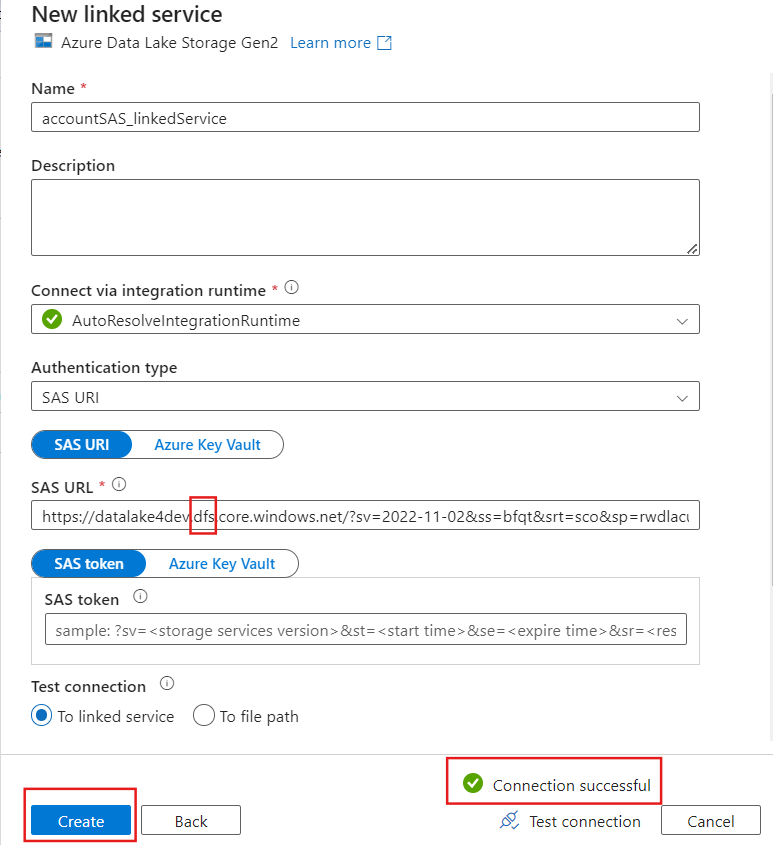 New linked service
Azure Data Lake Storage Gen2 Learn more
Name *
accountSAS_linkedService
Description
Connect via integration runtime *
AutoResolveIntegrationRuntime
Authentication type
SAS URI
SAS URI Azure Key Vault
SAS URL *
https://datalake4dev.dfs.core.windows.net/?sv=2022-11-02&ss=bfqt&srt=sco&sp=rwdlacu
SAS token Azure Key Vault
SAS token
sample: ?sv=<storage services version>&st=<start time>&se=<expire time>&sr=<res
Test connection
To linked service To file path
Connection successful
Create Back Test connection Cancel